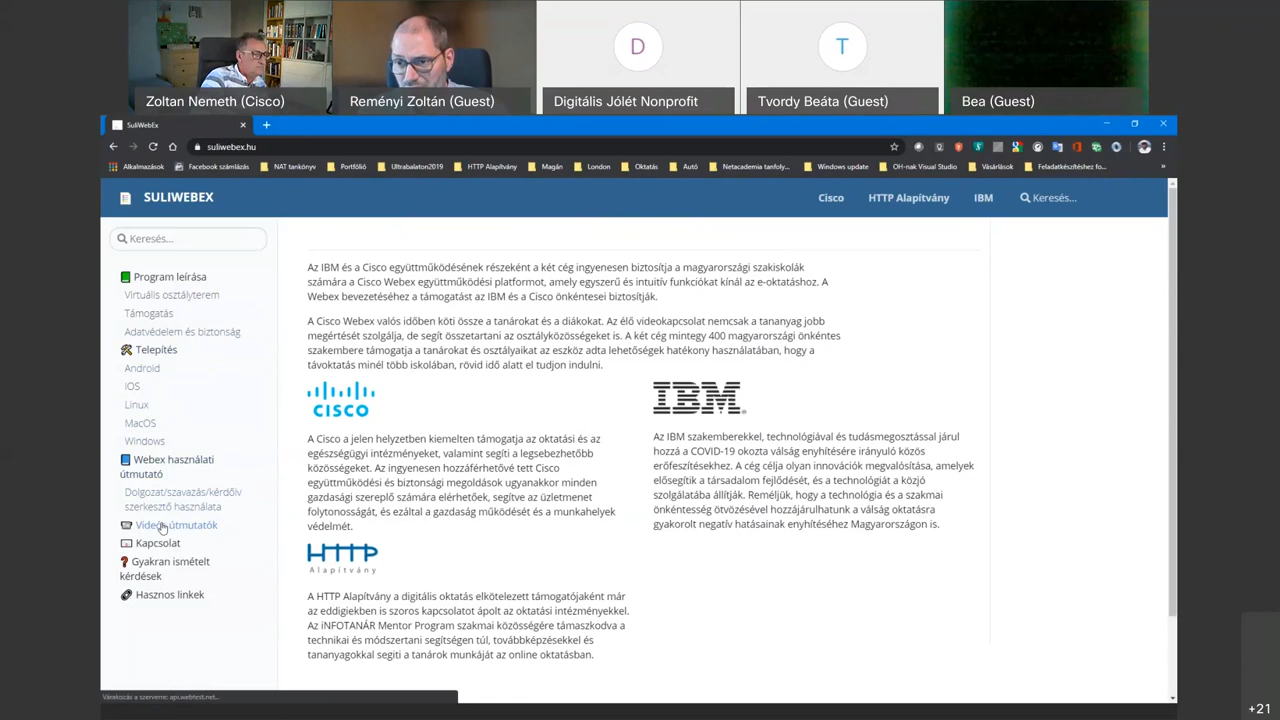 D
T
Zoltan Nemeth (Cisco)
Reményi Zoltán (Guest)
Digitális Jólét Nonprofit
Tvordy Beáta (Guest)
Bea (Guest)
SuliWebEx
suliwebex.hu
Alkalmazások
Facebook számlázás
NAT tankönyv
Portfólió
Ultrabalaton2019
HTTP Alapítvány
Magán
London
Oktatás
Autó
Netacademia tanfoly...
Windows update
OH-nak Visual Studio
Vásárlások
Feladatkészítéshez fo...
SULIWEBEX
Cisco
HTTP Alapítvány
IBM
Keresés...
Keresés...
Program leírása
Virtuális osztályterem
Támogatás
Adatvédelem és biztonság
Telepítés
Android
IOS
Linux
MacOS
Windows
Webex használati
útmutató
Dolgozat/szavazás/kérdőív
szerkesztő használata
Videó útmutatók
Kapcsolat
Gyakran ismételt
kérdések
Hasznos linkek
Az IBM és a Cisco együttműködésének részeként a két cég ingyenesen biztosítja a magyarországi szakiskolák
számára a Cisco Webex együttműködési platformot, amely egyszerű és intuitív funkciókat kínál az e-oktatáshoz. A
Webex bevezetéséhez a támogatást az IBM és a Cisco önkéntesei biztosítják.
A Cisco Webex valós időben köti össze a tanárokat és a diákokat. Az élő videokapcsolat nemcsak a tananyag jobb
megértését szolgálja, de segít összetartani az osztályközösségeket is. A két cég mintegy 400 magyarországi önkéntes
szakembere támogatja a tanárokat és osztályaikat az eszköz adta lehetőségek hatékony használatában, hogy a
távoktatás minél több iskolában, rövid idő alatt el tudjon indulni.
CISCO
A Cisco a jelen helyzetben kiemelten támogatja az oktatási és az
egészségügyi intézményeket, valamint segíti a legsebezhetőbb
közösségeket. Az ingyenesen hozzáférhetővé tett Cisco
együttműködési és biztonsági megoldások ugyanakkor minden
gazdasági szereplő számára elérhetőek, segítve az üzletmenet
folytonosságát, és ezáltal a gazdaság működését és a munkahelyek
védelmét.
IBM
Az IBM szakemberekkel, technológiával és tudásmegosztással járul
hozzá a COVID-19 okozta válság enyhítésére irányuló közös
erőfeszítésekhez. A cég célja olyan innovációk megvalósítása, amelyek
elősegítik a társadalom fejlődését, és a technológiát a közjó
szolgálatába állítják. Reméljük, hogy a technológia és a szakmai
önkéntesség ötvözésével hozzájárulhatunk a válság oktatásra
gyakorolt negatív hatásainak enyhítéséhez Magyarországon is.
HTTP
Alapítvány
A HTTP Alapítvány a digitális oktatás elkötelezett támogatójaként már
az eddigiekben is szoros kapcsolatot ápolt az oktatási intézményekkel.
Az iNFOTANÁR Mentor Program szakmai közösségére támaszkodva a
technikai és módszertani segítségen túl, továbbképzésekkel és
tananyagokkal segíti a tanárok munkáját az online oktatásban.
Várakozás a szerverre: api.webtest.net...
+21